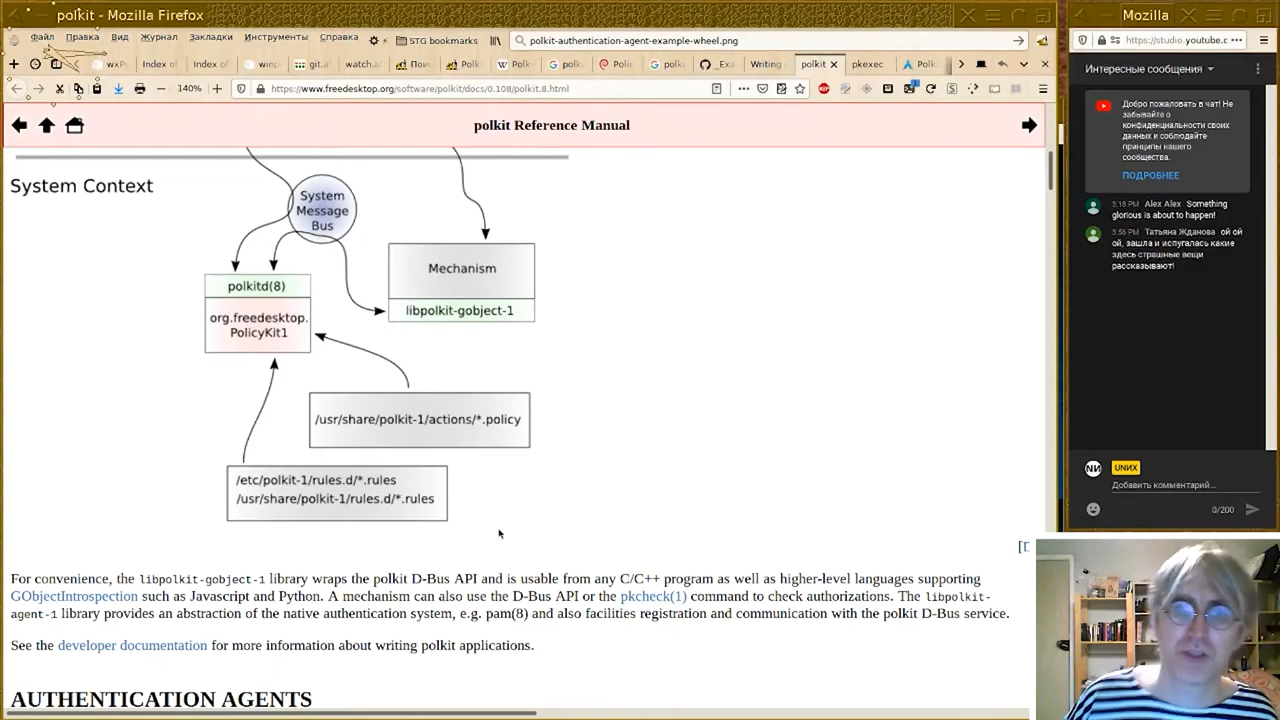 polkit - Mozilla Firefox
Файл Правка Вид Журнал Закладки Инструменты Справка STG bookmarks polkit-authentication-agent-example-wheel.png
wxP Index of Index of winp git.al watch.a Пои Polk W Polki polki Polic polki _Exa Writing polkit pkexec Polk
140% https://www.freedesktop.org/software/polkit/docs/0.108/polkit.8.html
polkit Reference Manual
System Context
System
Message
Bus
Mechanism
libpolkit-gobject-1
polkitd(8)
org.freedesktop.
PolicyKit1
/usr/share/polkit-1/actions/*.policy
/etc/polkit-1/rules.d/*.rules
/usr/share/polkit-1/rules.d/*.rules
[D
For convenience, the libpolkit-gobject-1 library wraps the polkit D-Bus API and is usable from any C/C++ program as well as higher-level languages supporting
GObjectIntrospection such as Javascript and Python. A mechanism can also use the D-Bus API or the pkcheck(1) command to check authorizations. The libpolkit-
agent-1 library provides an abstraction of the native authentication system, e.g. pam(8) and also facilities registration and communication with the polkit D-Bus service.
See the developer documentation for more information about writing polkit applications.
AUTHENTICATION AGENTS
Mozilla
https://studio.youtube.c
Интересные сообщения
Добро пожаловать в чат! Не
забывайте о
конфиденциальности своих
данных и соблюдайте
принципы нашего
сообщества.
ПОДРОБНЕЕ
3:18 PM Alex Alex Something
glorious is about to happen!
3:56 PM Татьяна Жданова ой ой
ой, зашла и испугалась какие
здесь страшные вещи
рассказывают!
UNИX
Добавить комментарий...
0/200